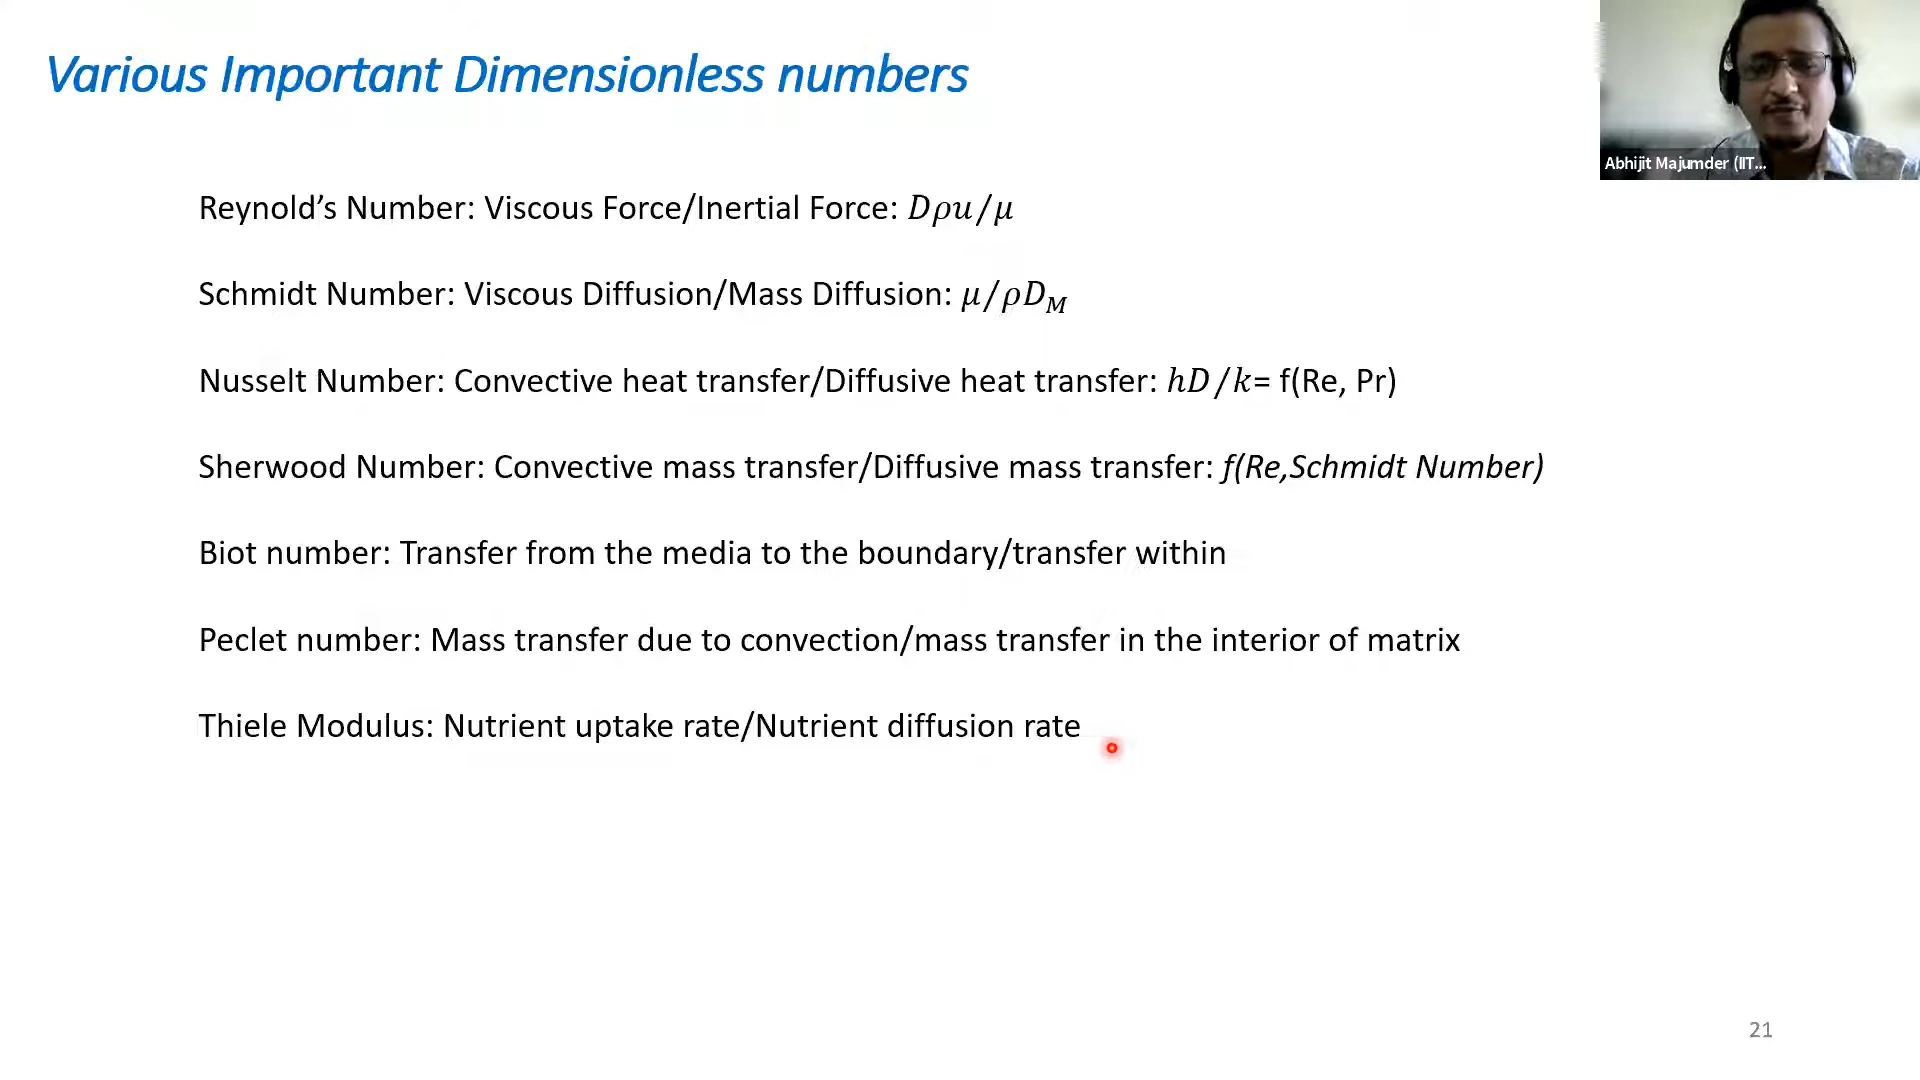 Various Important Dimensionless numbers
Abhijit Majumder (IIT...
Reynold’s Number: Viscous Force/Inertial Force: Dρu/μ
Schmidt Number: Viscous Diffusion/Mass Diffusion: μ/ρD_M
Nusselt Number: Convective heat transfer/Diffusive heat transfer: hD/k= f(Re, Pr)
Sherwood Number: Convective mass transfer/Diffusive mass transfer: f(Re,Schmidt Number)
Biot number: Transfer from the media to the boundary/transfer within
Peclet number: Mass transfer due to convection/mass transfer in the interior of matrix
Thiele Modulus: Nutrient uptake rate/Nutrient diffusion rate
21